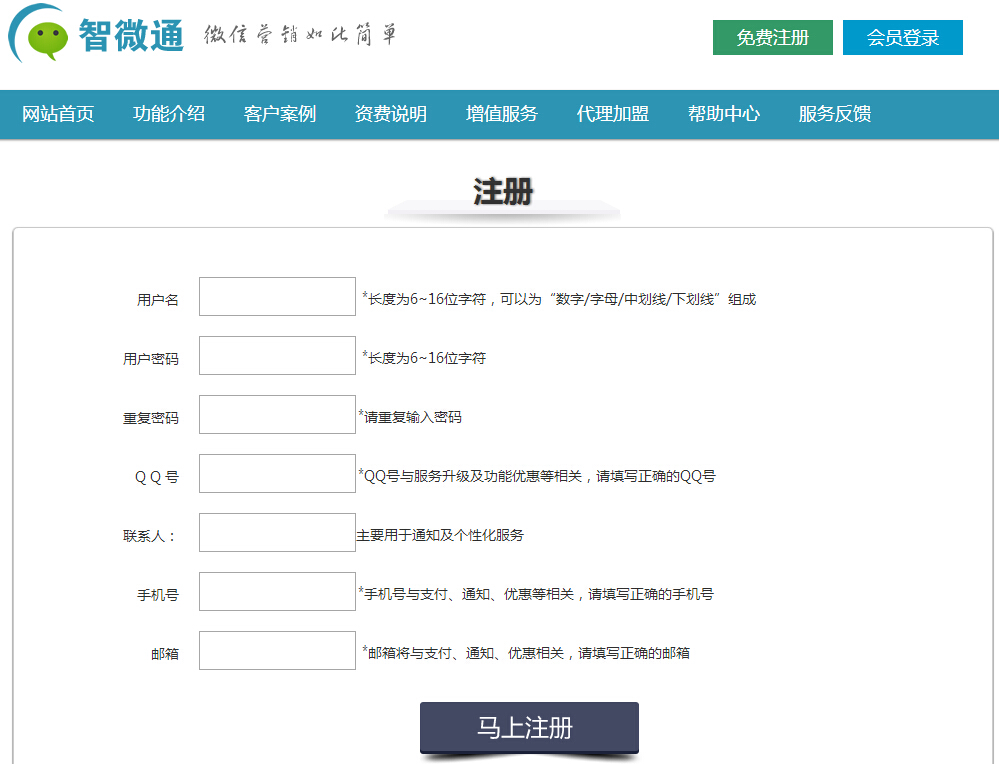 智微通 微信营销如此简单 免费注册 会员登录
网站首页 功能介绍 客户案例 资费说明 增值服务 代理加盟 帮助中心 服务反馈
注册
用户名 *长度为6~16位字符，可以为“数字/字母/中划线/下划线”组成
用户密码 *长度为6~16位字符
重复密码 *请重复输入密码
Q Q 号 *QQ号与服务升级及功能优惠等相关，请填写正确的QQ号
联系人： 主要用于通知及个性化服务
手机号 *手机号与支付、通知、优惠等相关，请填写正确的手机号
邮箱 *邮箱将与支付、通知、优惠相关，请填写正确的邮箱
马上注册